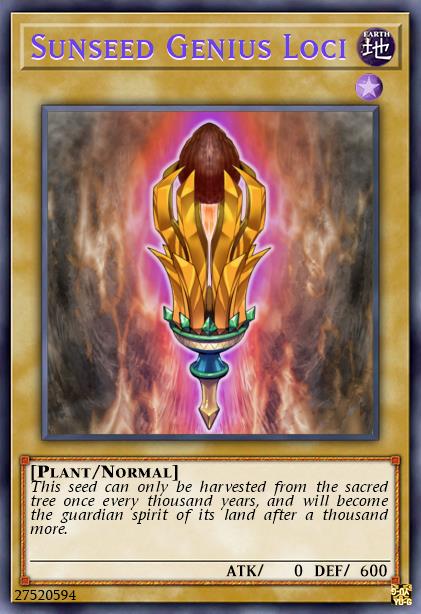 Sunseed Genius Loci
EARTH
地
[Plant/Normal]
This seed can only be harvested from the sacred
tree once every thousand years, and will become
the guardian spirit of its land after a thousand
more.
ATK/ 0 DEF/ 600
27520594